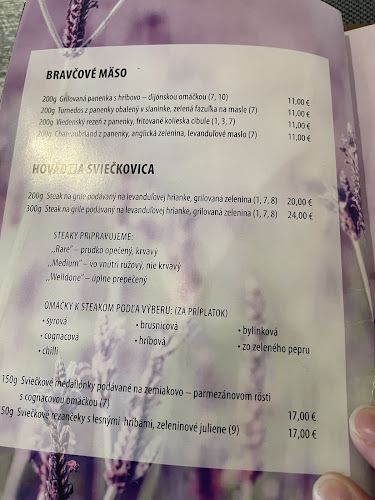 BRAVČOVÉ MÄSO
200g Grilovaná panenka s hríbovo – dijónskou omáčkou (7, 10) 11,00 €
200g Turnedos z panenky obalený v slaninke, zelená fazuľka na masle (7) 11,00 €
200g Viedenský rezeň z panenky, fritované kolieska cibule (1, 3, 7) 11,00 €
200g Chateaubriand z panenky, anglická zelenina, levanduľové maslo (7) 11,00 €
HOVÄDZIA SVIEČKOVICA
200g Steak na grile podávaný na levanduľovej hrianke, grilovaná zelenina (1, 7, 8) 20,00 €
300g Steak na grile podávaný na levanduľovej hrianke, grilovaná zelenina (1, 7, 8) 24,00 €
STEAKY PRIPRAVUJEME:
„Rare" – prudko opečený, krvavý
„Medium" – vo vnútri ružový, nie krvavý
„Welldone" – úplne prepečený
OMÁČKY K STEAKOM PODĽA VÝBERU: (ZA PRÍPLATOK)
• syrová • brusnicová • bylinková
• cognacová • hríbová • zo zeleného pepru
• chilli
150g Sviečkové medailónky podávané na zemiakovo – parmezánovom rösti
s cognacovou omáčkou (7) 17,00 €
50g Sviečkové rezančeky s lesnými hríbami, zeleninové juliene (9) 17,00 €